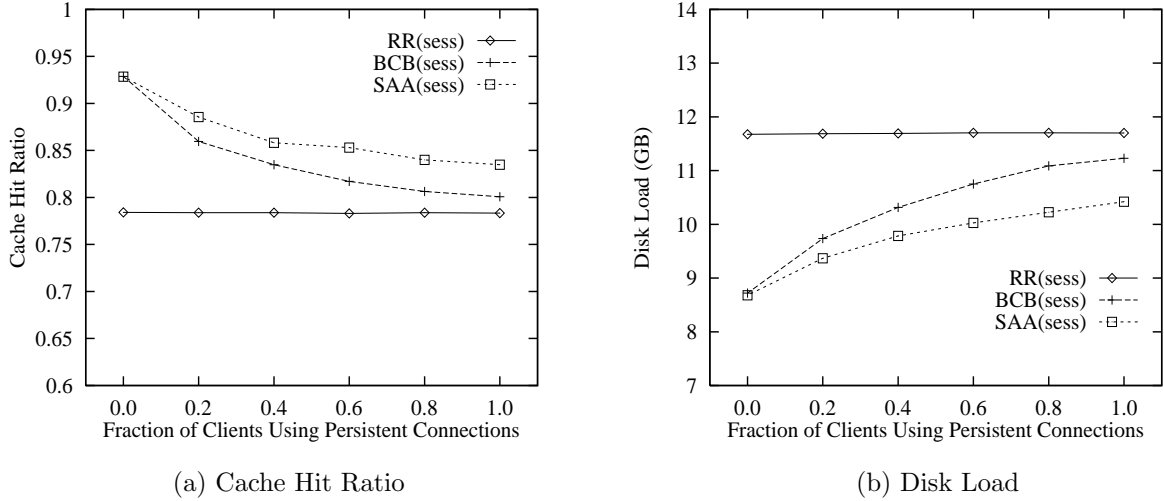 1
0.95
0.9
0.85
0.8
0.75
0.7
0.65
0.6
Cache Hit Ratio
RR(sess)
BCB(sess)
SAA(sess)
0.0 0.2 0.4 0.6 0.8 1.0
Fraction of Clients Using Persistent Connections
(a) Cache Hit Ratio
14
13
12
11
10
9
8
7
Disk Load (GB)
RR(sess)
BCB(sess)
SAA(sess)
0.0 0.2 0.4 0.6 0.8 1.0
Fraction of Clients Using Persistent Connections
(b) Disk Load